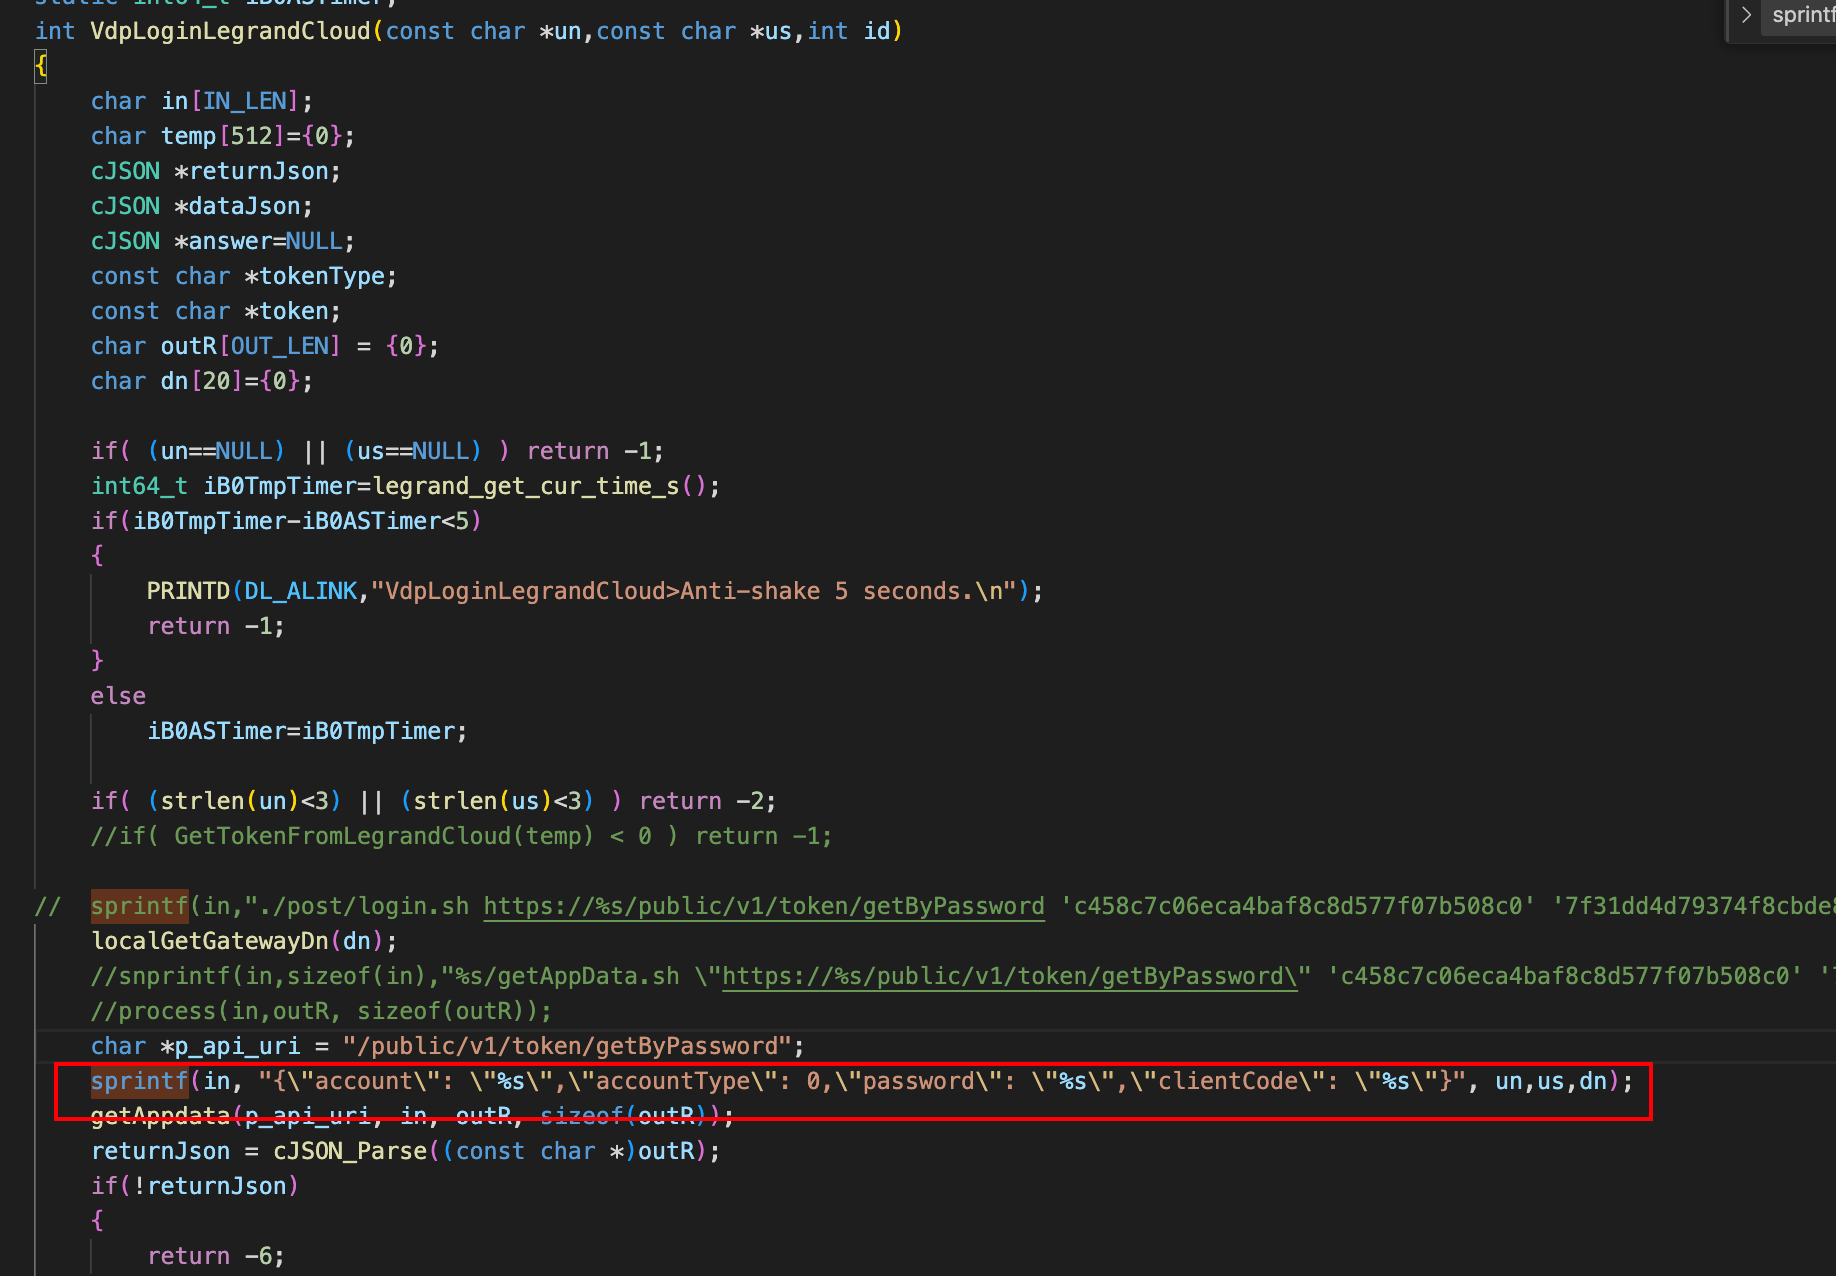 int VdpLoginLegrandCloud(const char *un,const char *us,int id)
sprintf
{
char in[IN_LEN];
char temp[512]={0};
cJSON *returnJson;
cJSON *dataJson;
cJSON *answer=NULL;
const char *tokenType;
const char *token;
char outR[OUT_LEN] = {0};
char dn[20]={0};
if( (un==NULL) || (us==NULL) ) return -1;
int64_t iB0TmpTimer=legrand_get_cur_time_s();
if(iB0TmpTimer-iB0ASTimer<5)
{
PRINTD(DL_ALINK,"VdpLoginLegrandCloud>Anti-shake 5 seconds.\n");
return -1;
}
else
iB0ASTimer=iB0TmpTimer;
if( (strlen(un)<3) || (strlen(us)<3) ) return -2;
//if( GetTokenFromLegrandCloud(temp) < 0 ) return -1;
// sprintf(in,"./post/login.sh https://%s/public/v1/token/getByPassword 'c458c7c06eca4baf8c8d577f07b508c0' '7f31dd4d79374f8cbde
localGetGatewayDn(dn);
//snprintf(in,sizeof(in),"%s/getAppData.sh \"https://%s/public/v1/token/getByPassword\" 'c458c7c06eca4baf8c8d577f07b508c0' '
//process(in,outR, sizeof(outR));
char *p_api_uri = "/public/v1/token/getByPassword";
sprintf(in, "{\"account\": \"%s\",\"accountType\": 0,\"password\": \"%s\",\"clientCode\": \"%s\"}", un,us,dn);
getAppdata(p_api_uri, in, outR, sizeof(outR));
returnJson = cJSON_Parse((const char *)outR);
if(!returnJson)
{
return -6;